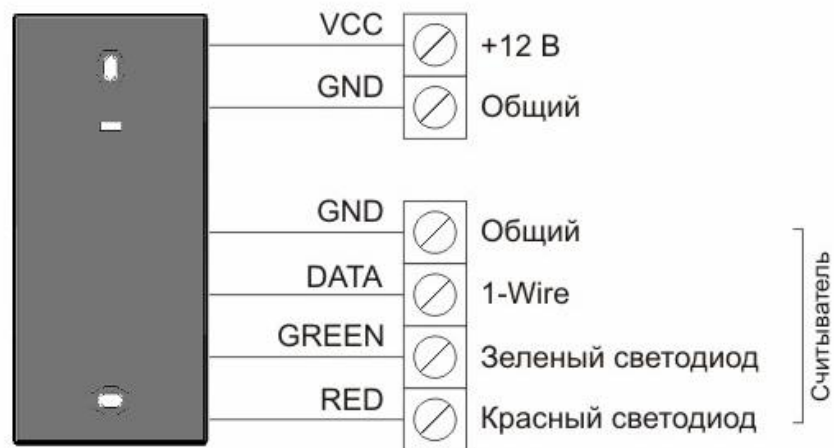 VCC +12 В
GND Общий
GND Общий
DATA 1-Wire
GREEN Зеленый светодиод
RED Красный светодиод
Считыватель